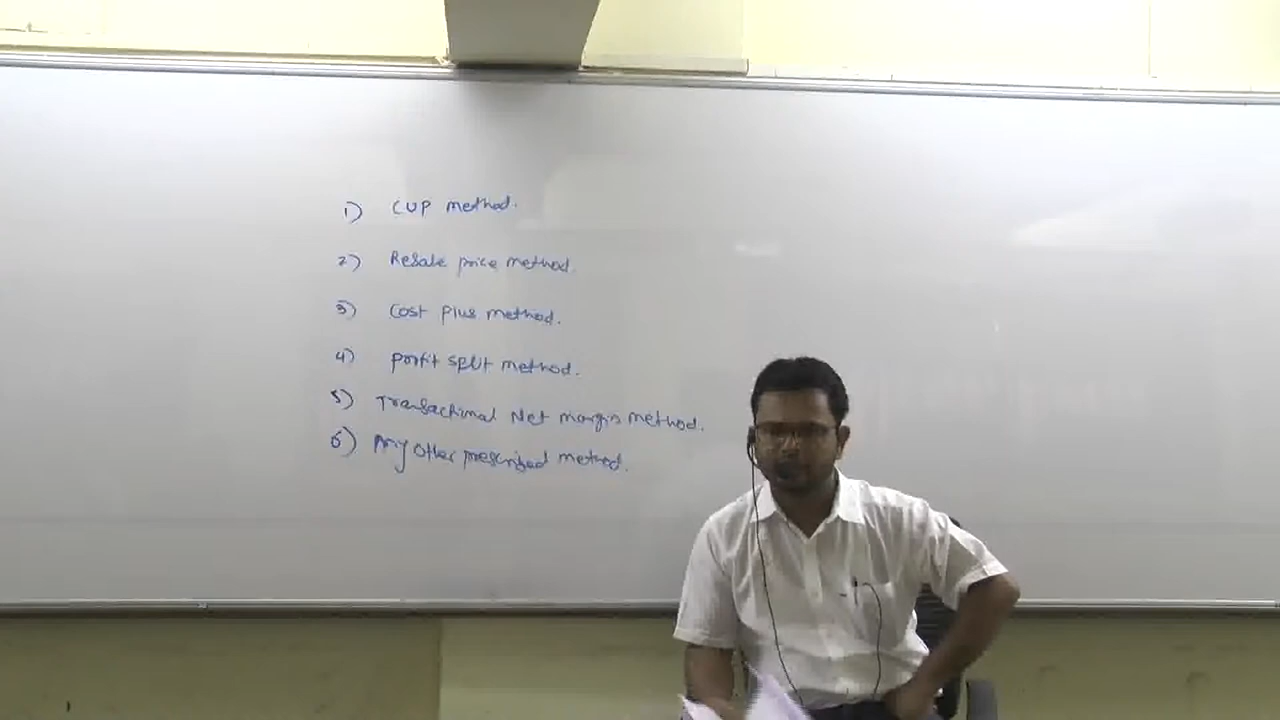 1) CUP method.
2) Resale price method.
3) Cost plus method.
4) profit split method.
5) Transactional Net margin method.
6) Any other prescribed method.